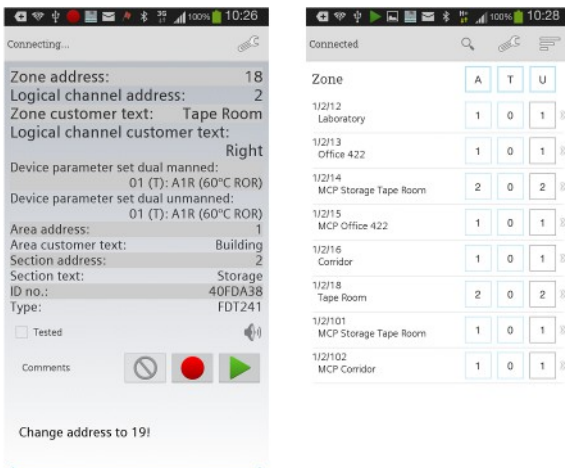 100% 10:26
Connecting...
Zone address: 18
Logical channel address: 2
Zone customer text: Tape Room
Logical channel customer text:
Right
Device parameter set dual manned:
01 (T): A1R (60°C ROR)
Device parameter set dual unmanned:
01 (T): A1R (60°C ROR)
Area address: 1
Area customer text: Building
Section address: 2
Section text: Storage
ID no.: 40FDA38
Type: FDT241
Tested
Comments
Change address to 19!
100% 10:28
Connected
Zone A T U
1/2/12
Laboratory 1 0 1
1/2/13
Office 422 1 0 1
1/2/14
MCP Storage Tape Room 2 0 2
1/2/15
MCP Office 422 1 0 1
1/2/16
Corridor 1 0 1
1/2/18
Tape Room 2 0 2
1/2/101
MCP Storage Tape Room 1 0 1
1/2/102
MCP Corridor 1 0 1